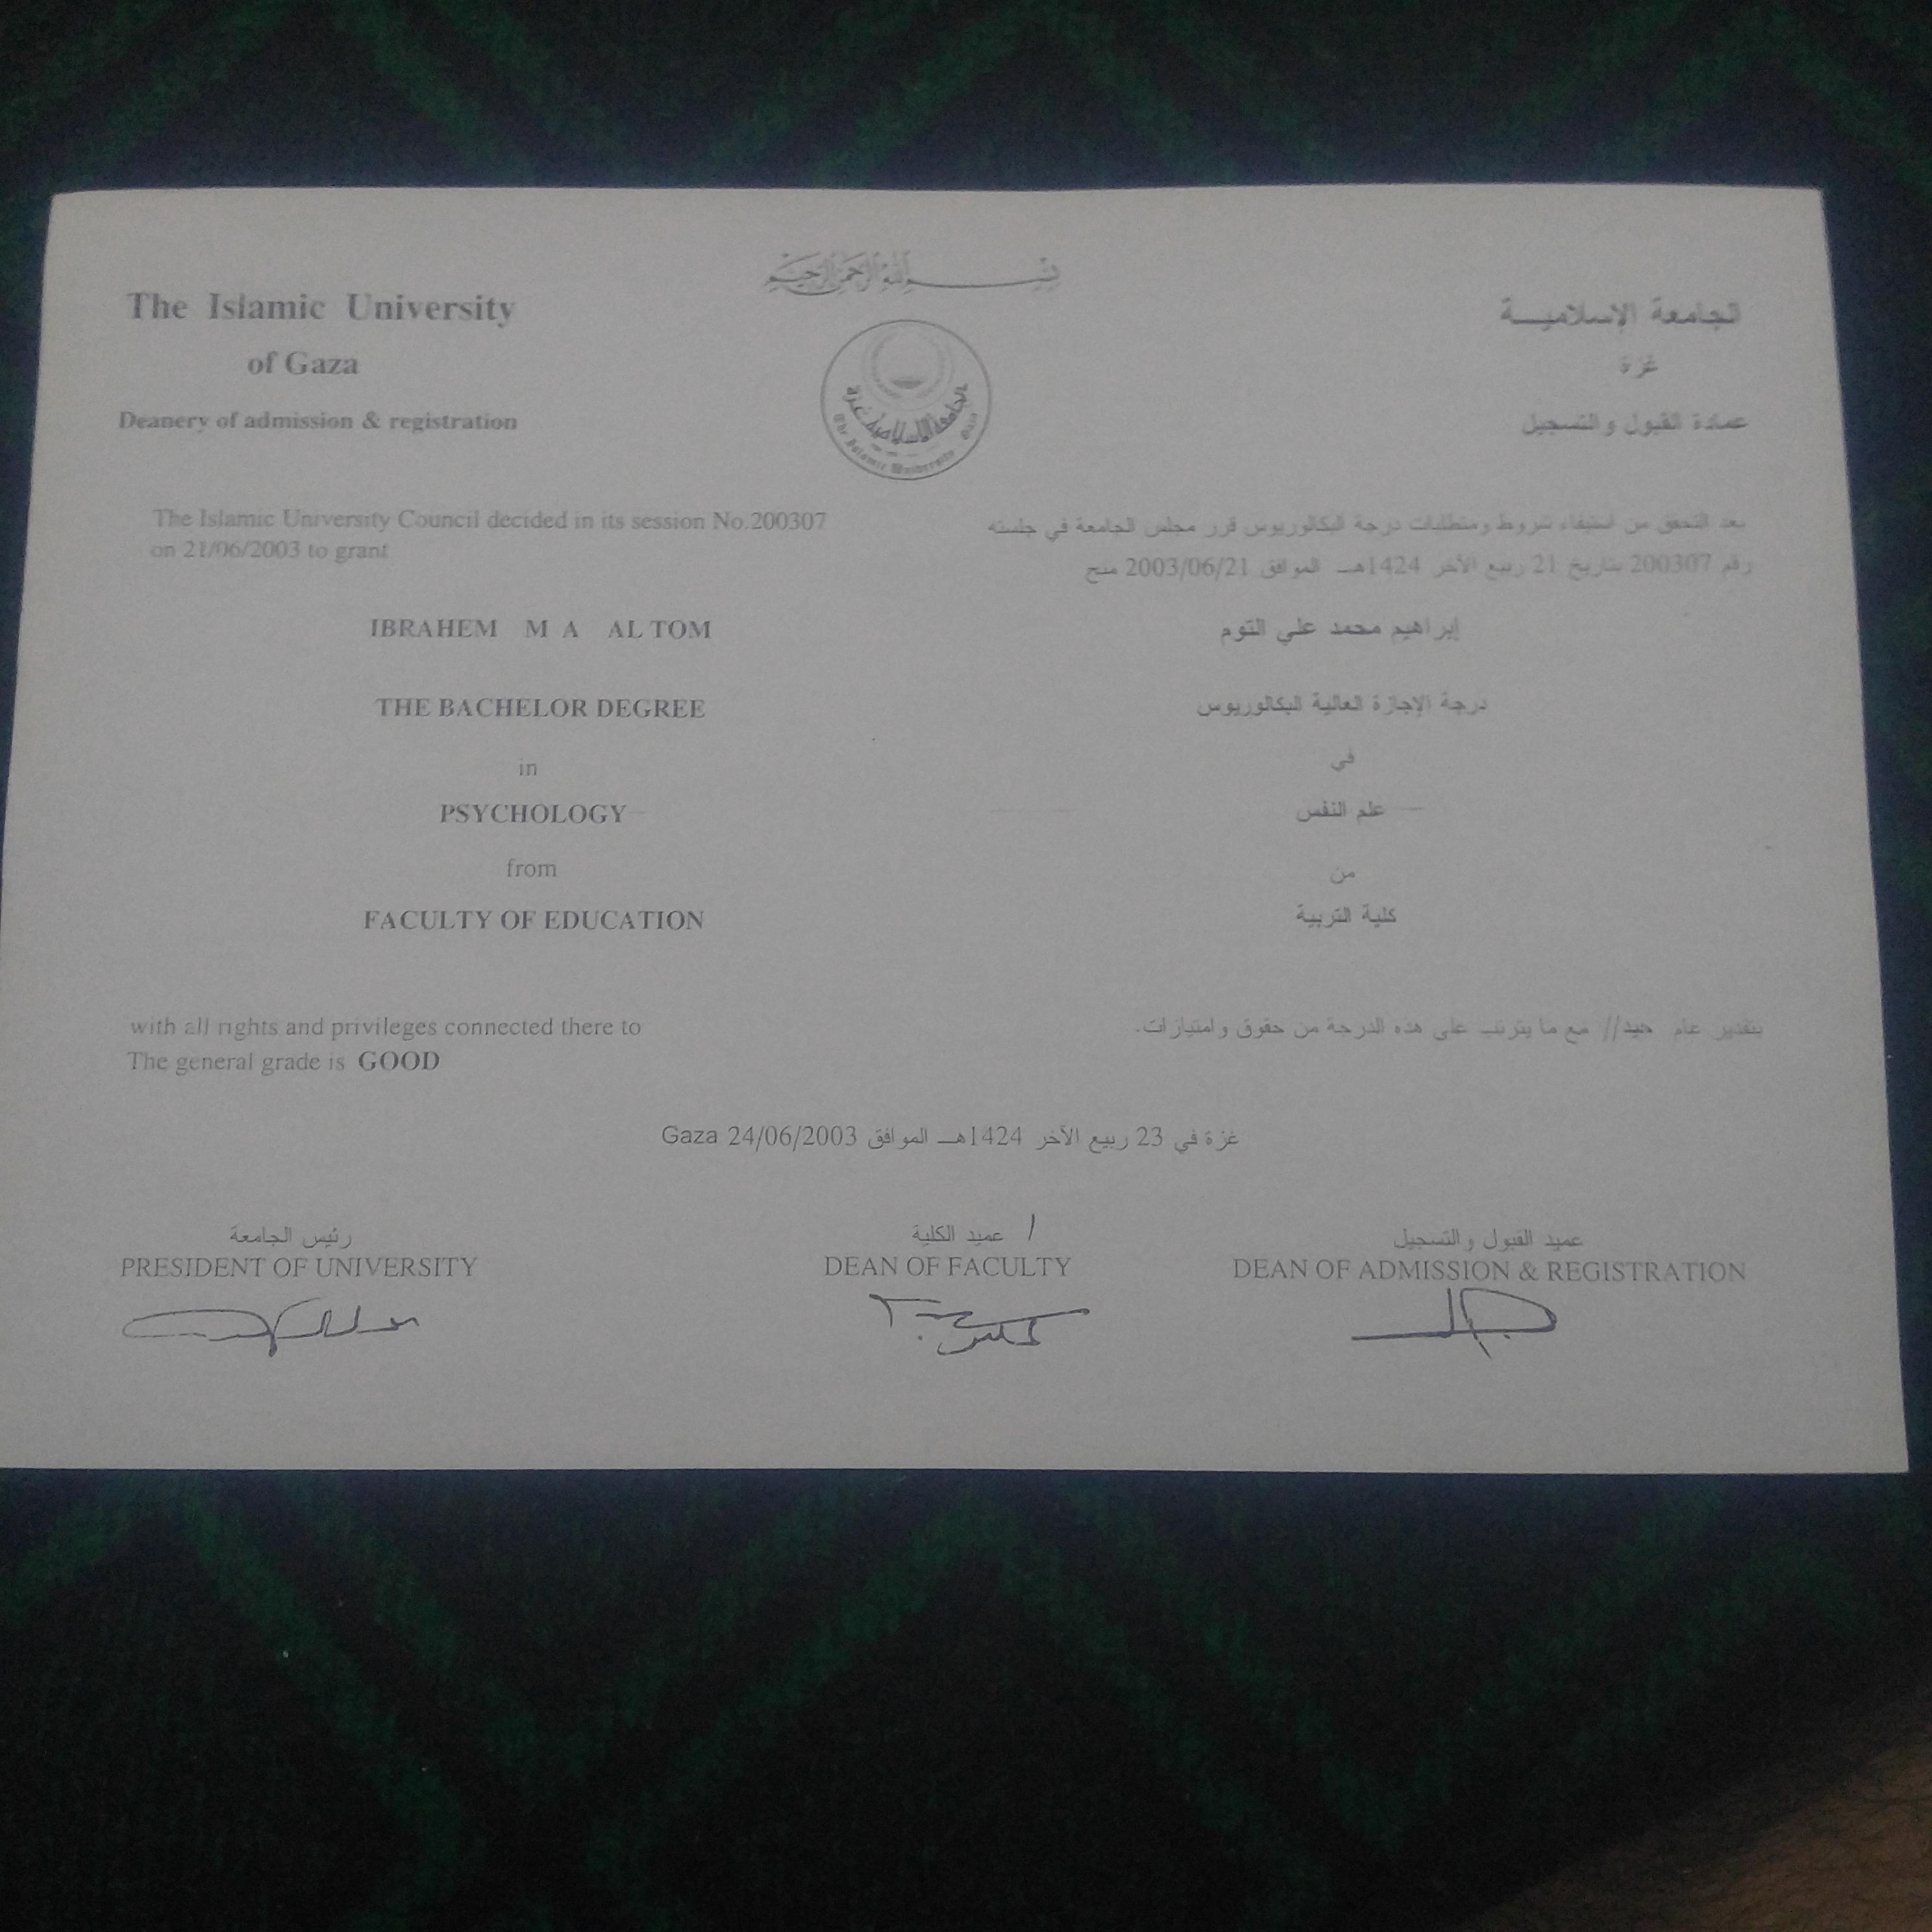 بسم الله الرحمن الرحيم
The Islamic University
of Gaza
Deanery of admission & registration
الجامعة الإسلاميـــة
غزة
عمادة القبول والتسجيل
الجامعة الإسلامية غزة
The Islamic University Gaza
The Islamic University Council decided in its session No.200307
on 21/06/2003 to grant
IBRAHEM M A AL TOM
THE BACHELOR DEGREE
in
PSYCHOLOGY
from
FACULTY OF EDUCATION
with all rights and privileges connected there to
The general grade is GOOD
بعد التحقق من استيفاء شروط ومتطلبات درجة البكالوريوس قرر مجلس الجامعة في جلسته
رقم 200307 بتاريخ 21 ربيع الآخر 1424هـ الموافق 2003/06/21 منح
إبراهيم محمد علي التوم
درجة الإجازة العالية البكالوريوس
في
علم النفس
من
كلية التربية
بتقدير عام جيد// مع ما يترتب على هذه الدرجة من حقوق وامتيازات.
غزة في 23 ربيع الآخر 1424هـ الموافق Gaza 24/06/2003
رئيس الجامعة
PRESIDENT OF UNIVERSITY
عميد الكلية
DEAN OF FACULTY
عميد القبول والتسجيل
DEAN OF ADMISSION & REGISTRATION